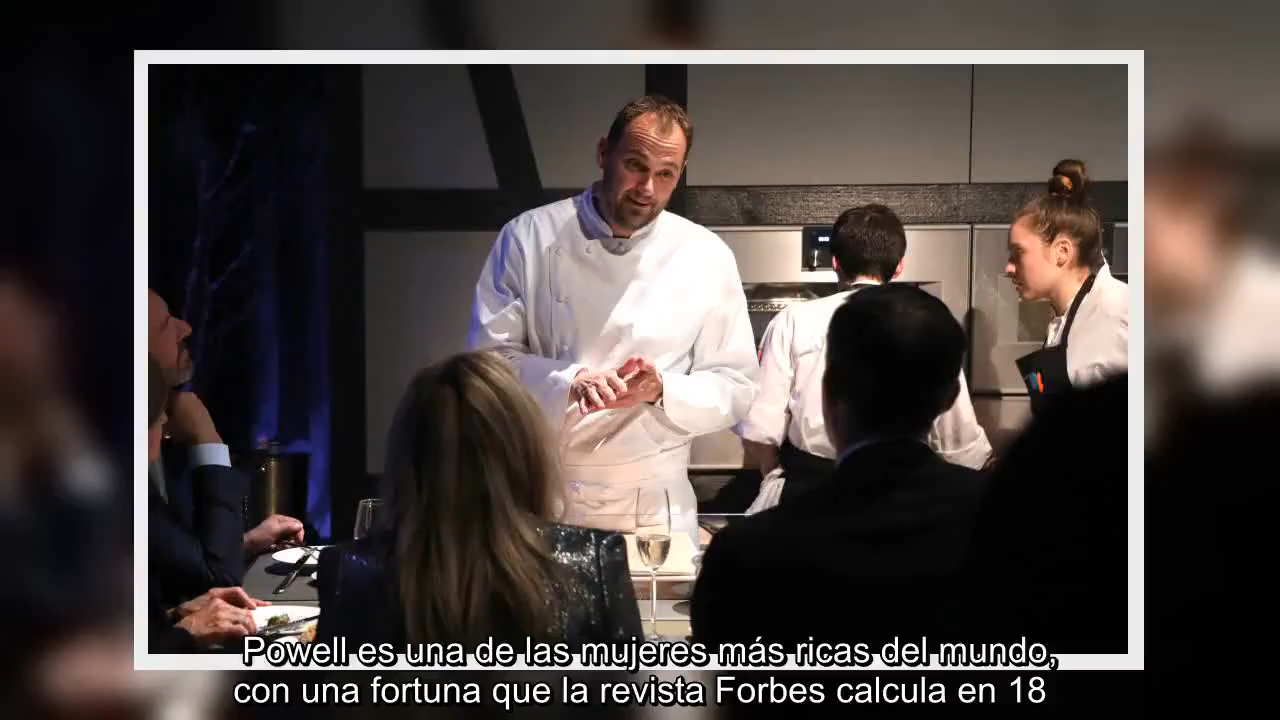 Powell es una de las mujeres más ricas del mundo,
con una fortuna que la revista Forbes calcula en 18